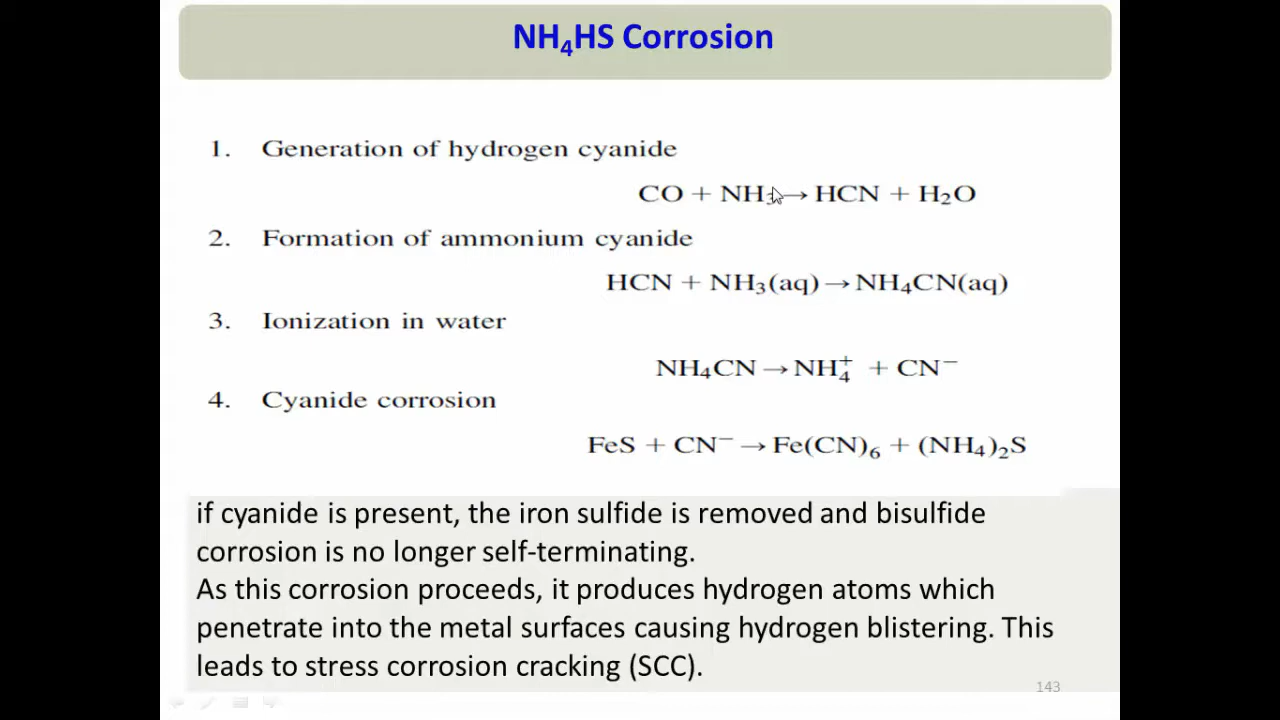 NH₄HS Corrosion
1. Generation of hydrogen cyanide
CO + NH₃ → HCN + H₂O
2. Formation of ammonium cyanide
HCN + NH₃(aq) → NH₄CN(aq)
3. Ionization in water
NH₄CN → NH₄⁺ + CN⁻
4. Cyanide corrosion
FeS + CN⁻ → Fe(CN)₆ + (NH₄)₂S
if cyanide is present, the iron sulfide is removed and bisulfide
corrosion is no longer self-terminating.
As this corrosion proceeds, it produces hydrogen atoms which
penetrate into the metal surfaces causing hydrogen blistering. This
leads to stress corrosion cracking (SCC).
143